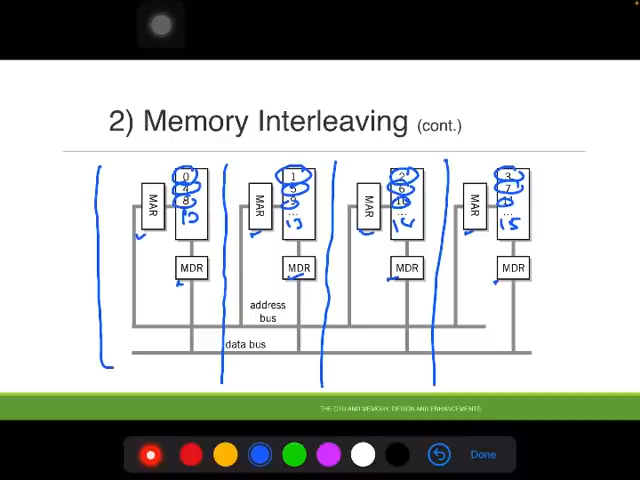 2) Memory Interleaving (cont.)
0 1 2 3
4 5 6 7
8 9 10
... ... ...
13 14 15
MAR MAR MAR MAR
MDR MDR MDR MDR
address
bus
data bus
THE CPU AND MEMORY: DESIGN AND ENHANCEMENTS
Done